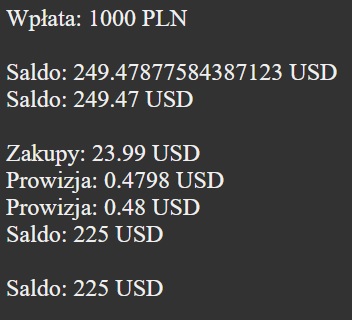 Wpłata: 1000 PLN
Saldo: 249.47877584387123 USD
Saldo: 249.47 USD
Zakupy: 23.99 USD
Prowizja: 0.4798 USD
Prowizja: 0.48 USD
Saldo: 225 USD
Saldo: 225 USD